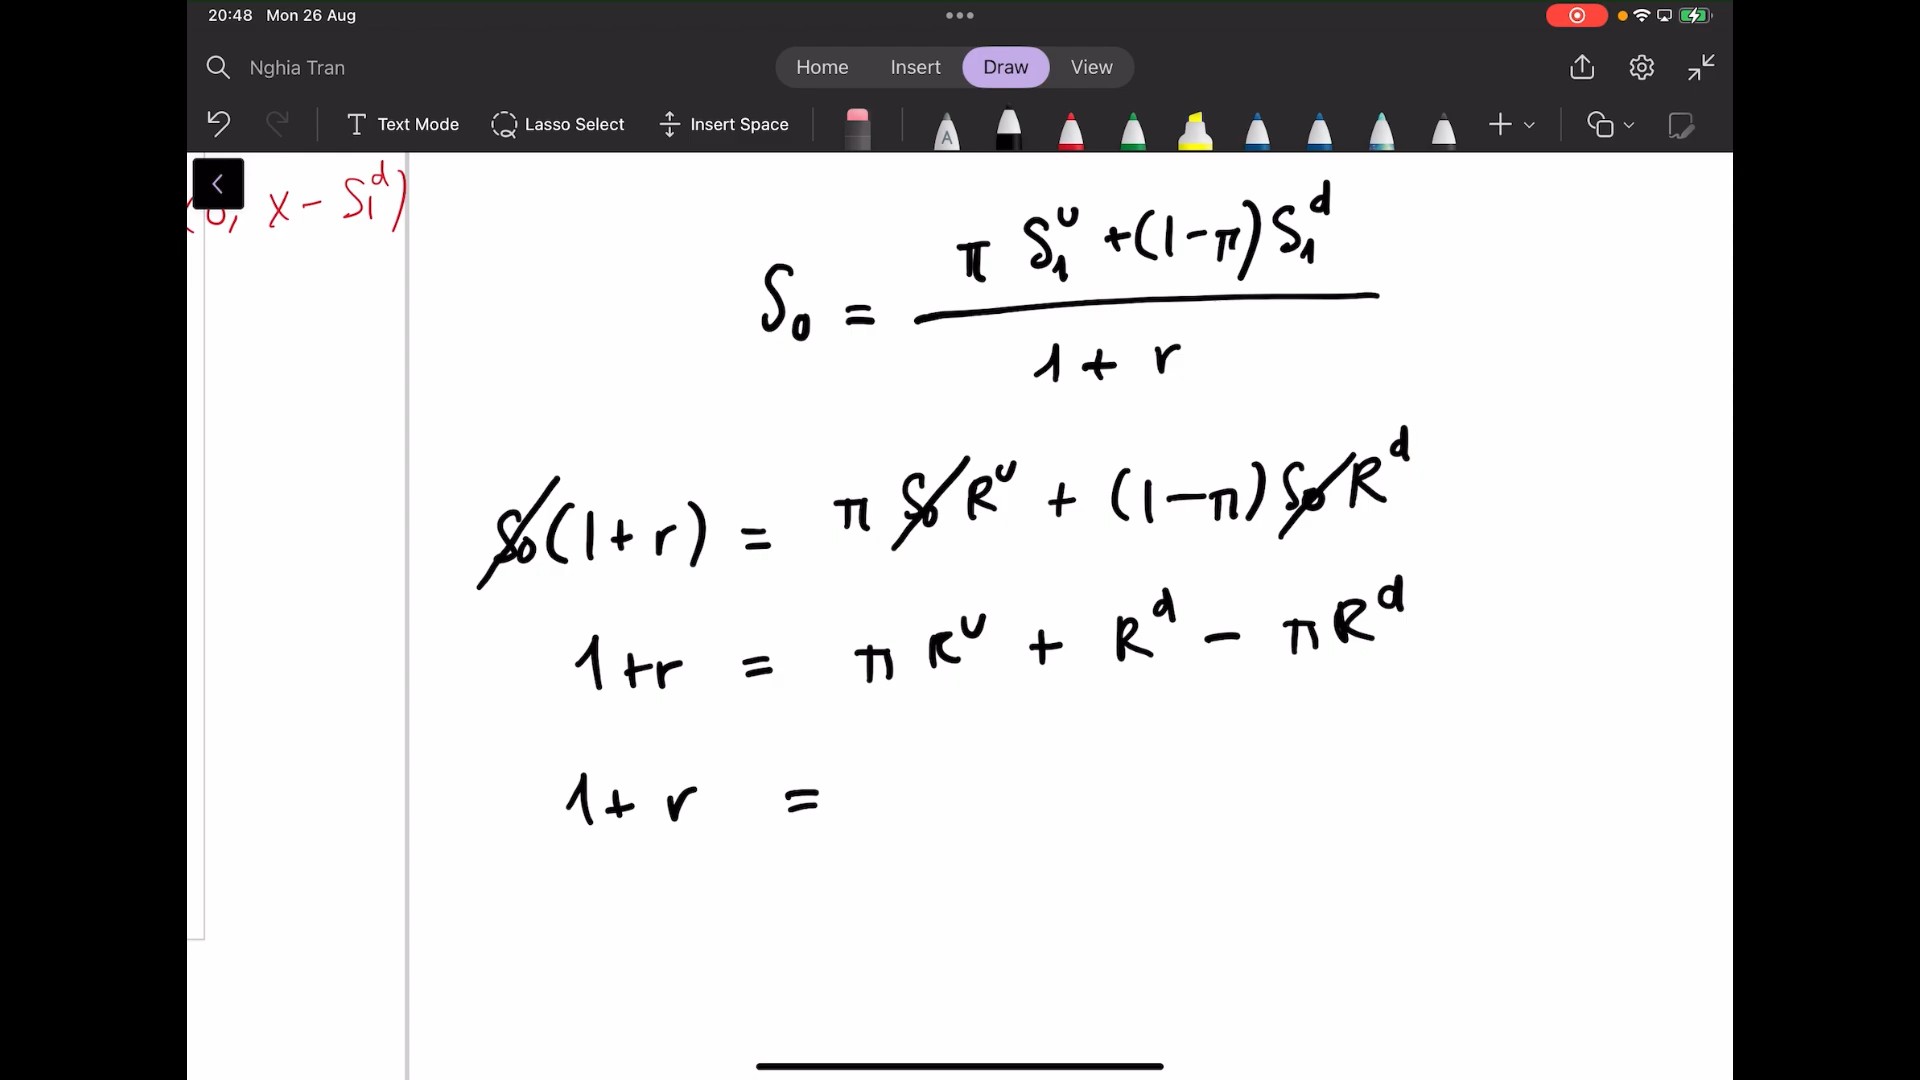 20:48 Mon 26 Aug
Nghia Tran Home Insert Draw View
Text Mode Lasso Select Insert Space A
0, x - S₁ᵈ)
S₀ = (π S₁ᵁ + (1-π) S₁ᵈ) / (1 + r)
S₀(1 + r) = π S₀ Rᵁ + (1-π) S₀ Rᵈ
1+r = π Rᵁ + Rᵈ - π Rᵈ
1+ r =